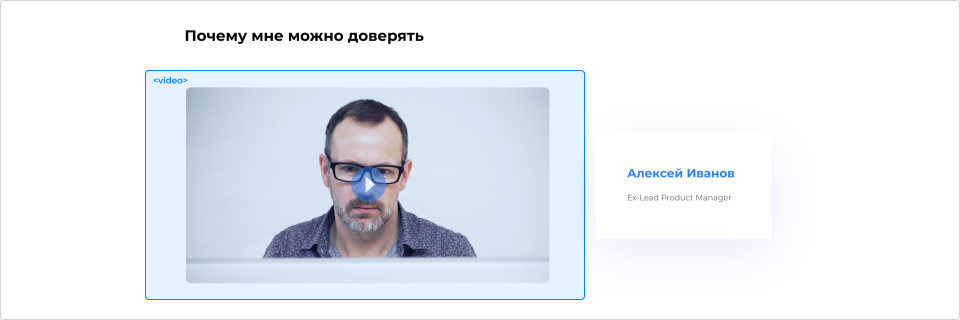 Почему мне можно доверять
<video>
Алексей Иванов
Ex-Lead Product Manager